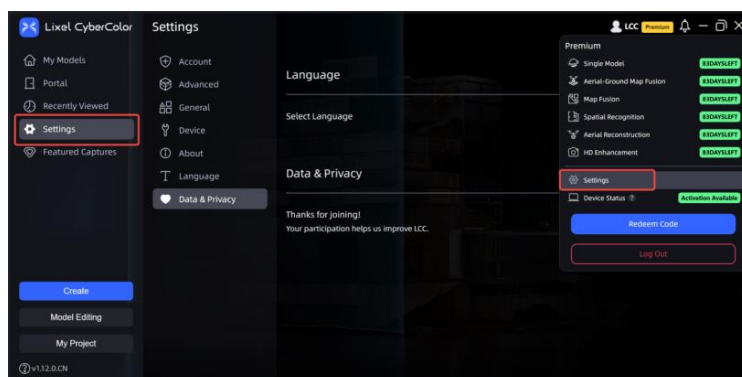 Lixel CyberColor
My Models
Portal
Recently Viewed
Settings
Featured Captures
Create
Model Editing
My Project
v1.12.0.CN
Settings
Account
Advanced
General
Device
About
Language
Data & Privacy
Language
Select Language
Data & Privacy
Thanks for joining!
Your participation helps us improve LCC.
LCC Premium
Premium
Single Model 83DAYSLEFT
Aerial-Ground Map Fusion 83DAYSLEFT
Map Fusion 83DAYSLEFT
Spatial Recognition 83DAYSLEFT
Aerial Reconstruction 83DAYSLEFT
HD Enhancement 83DAYSLEFT
Settings
Device Status Activation Available
Redeem Code
Log Out